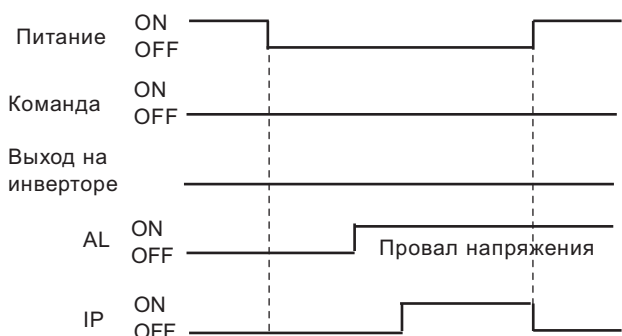 Питание ON
OFF
Команда ON
OFF
Выход на
инверторе
AL ON
OFF
Провал напряжения
IP ON
OFF